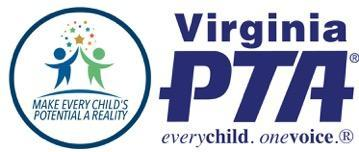 MAKE EVERY CHILD'S
POTENTIAL A REALITY
Virginia
PTA®
everychild. onevoice.®